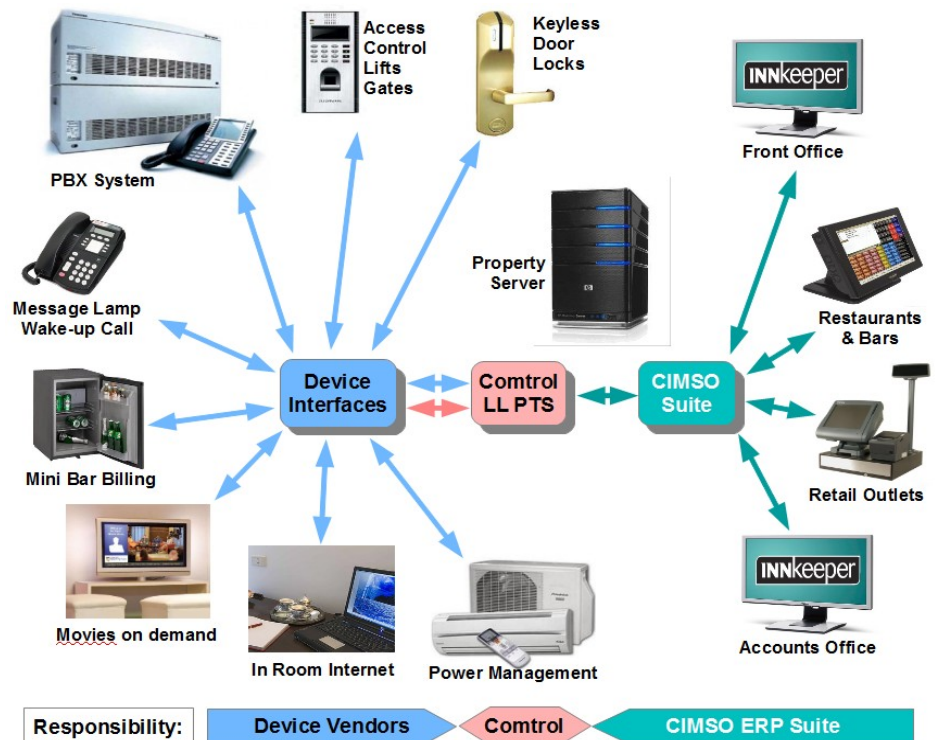 Access
Control
Lifts
Gates
Keyless
Door
Locks
INNkeeper
Front Office
PBX System
Property
Server
Message Lamp
Wake-up Call
Restaurants
& Bars
Device
Interfaces
Comtrol
LL PTS
CIMSO
Suite
Mini Bar Billing
Retail Outlets
INNkeeper
Movies on demand
In Room Internet
Power Management
Accounts Office
Responsibility:
Device Vendors
Comtrol
CIMSO ERP Suite